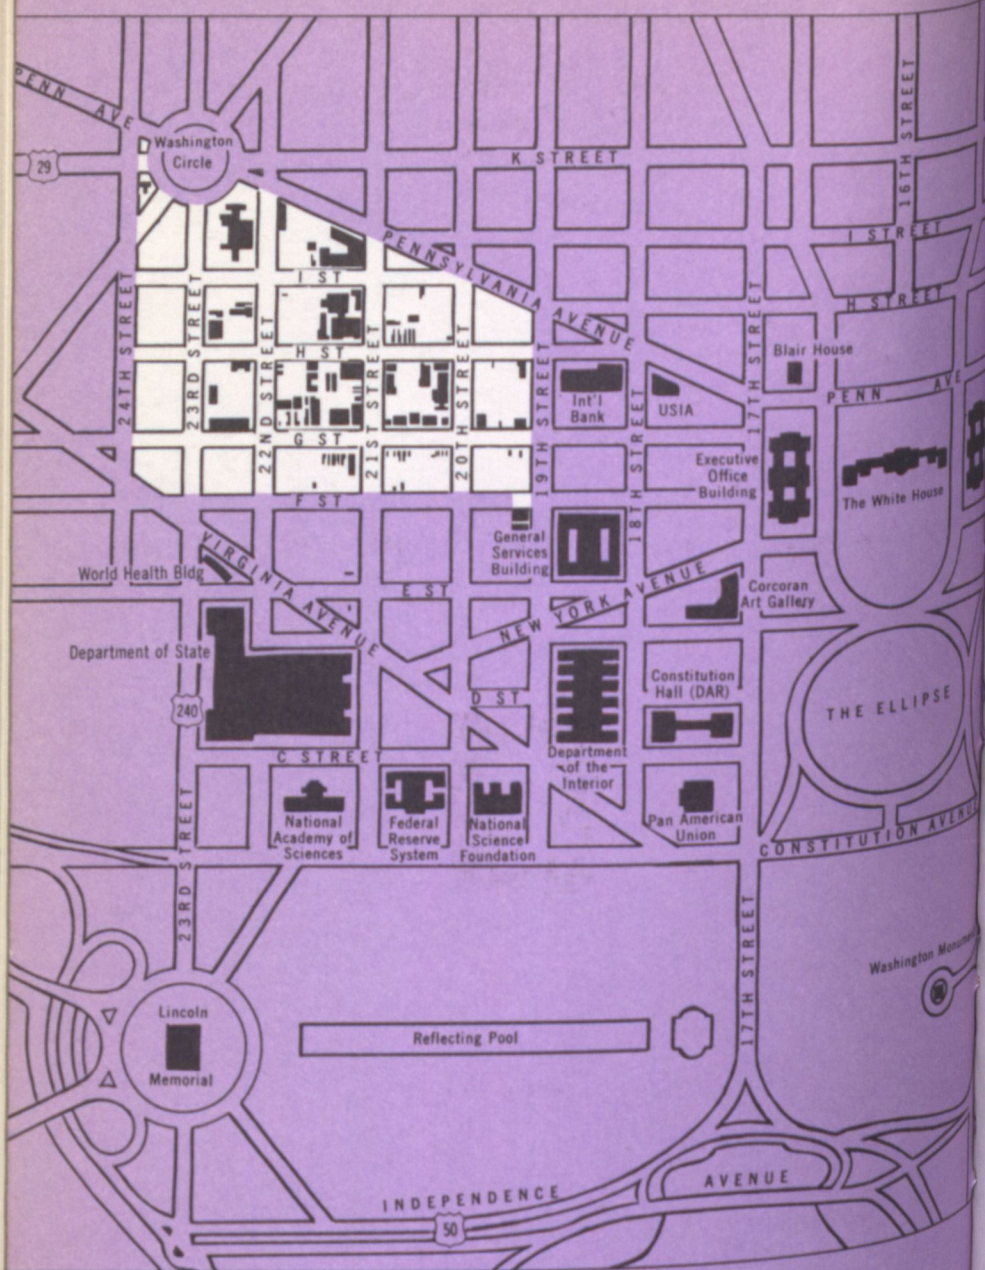 PENN AVE
29
Washington
Circle
K STREET
16TH STREET
I STREET
PENNSYLVANIA AVENUE
I ST
H STREET
24TH STREET
23RD STREET
22ND STREET
21ST STREET
20TH STREET
19TH STREET
18TH STREET
17TH STREET
H ST
Blair House
PENN AVE
Int'l
Bank
USIA
G ST
Executive
Office
Building
The White House
F ST
General
Services
Building
VIRGINIA AVENUE
World Health Bldg
E ST
NEW YORK AVENUE
Corcoran
Art Gallery
Department of State
Constitution
Hall (DAR)
D ST
THE ELLIPSE
240
C STREET
Department
of the
Interior
National
Academy of
Sciences
Federal
Reserve
System
National
Science
Foundation
Pan American
Union
CONSTITUTION AVENUE
23RD STREET
17TH STREET
Washington Monum
Lincoln
Memorial
Reflecting Pool
INDEPENDENCE AVENUE
50